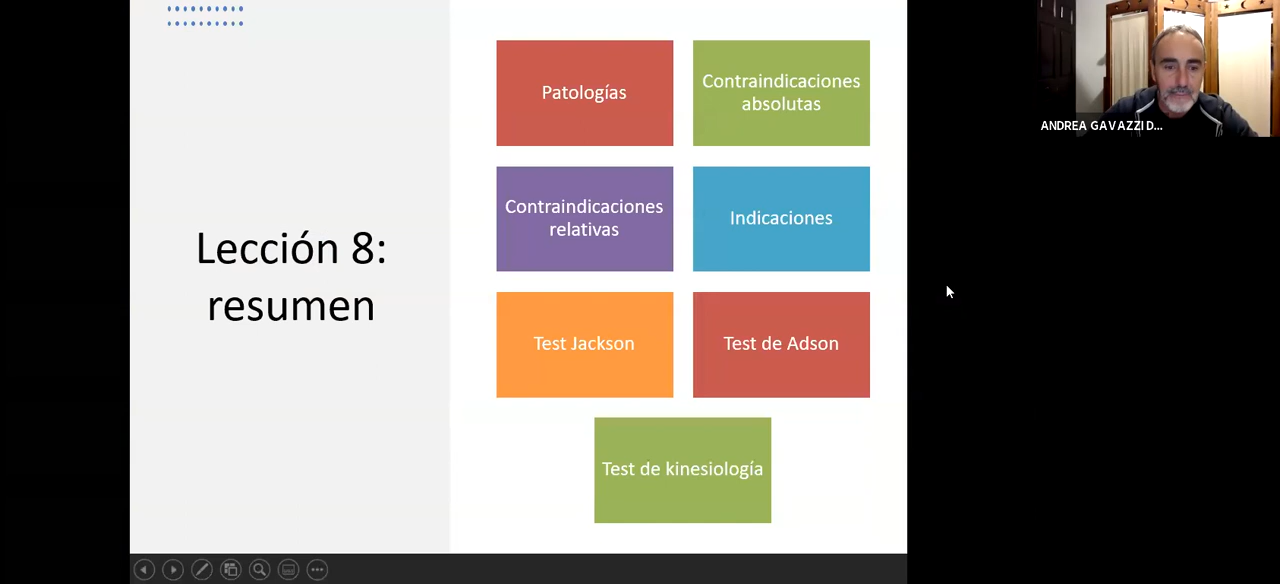 Lección 8:
resumen
Patologías
Contraindicaciones
absolutas
Contraindicaciones
relativas
Indicaciones
Test Jackson
Test de Adson
Test de kinesiología
ANDREA GAVAZZI D...